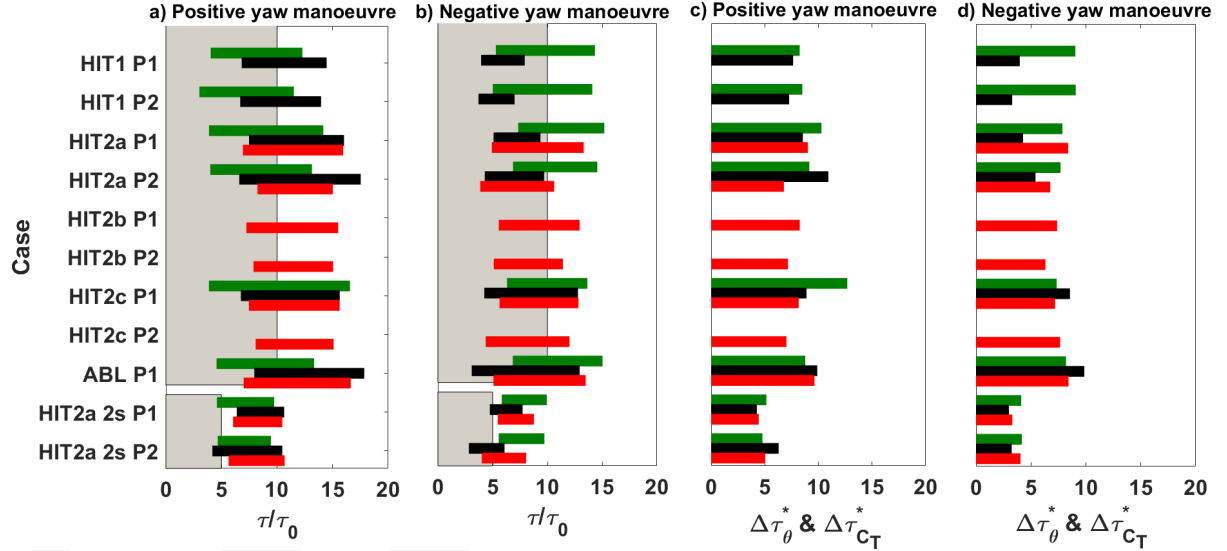 a) Positive yaw manoeuvre
b) Negative yaw manoeuvre
c) Positive yaw manoeuvre
d) Negative yaw manoeuvre
Case
HIT1 P1
HIT1 P2
HIT2a P1
HIT2a P2
HIT2b P1
HIT2b P2
HIT2c P1
HIT2c P2
ABL P1
HIT2a 2s P1
HIT2a 2s P2
0 5 10 15 20
τ/τ0
0 5 10 15 20
τ/τ0
0 5 10 15 20
Δτ*θ & Δτ*CT
0 5 10 15 20
Δτ*θ & Δτ*CT